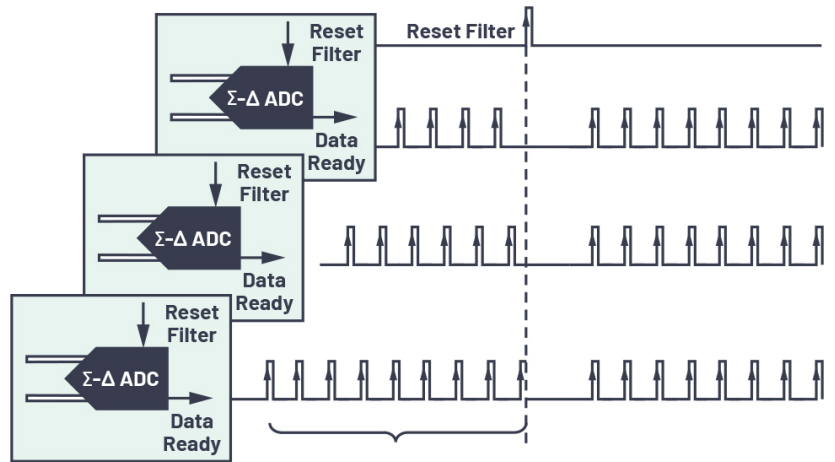 Reset
Filter
Reset Filter
Σ-Δ ADC
Data
Ready
Reset
Filter
Σ-Δ ADC
Data
Ready
Reset
Filter
Σ-Δ ADC
Data
Ready